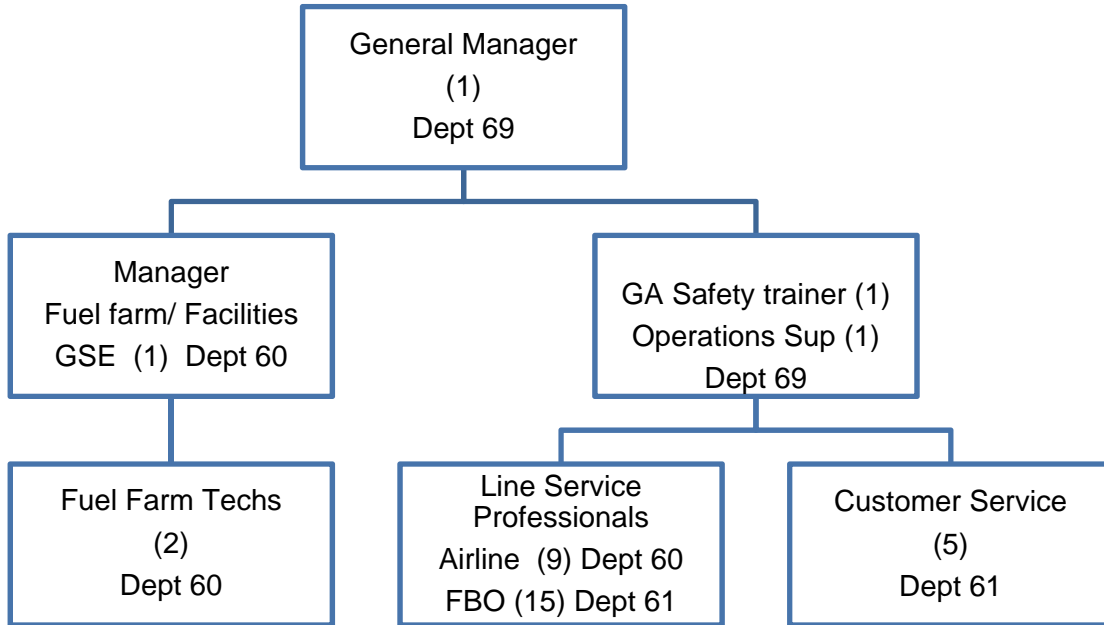 General Manager
(1)
Dept 69
Manager
Fuel farm/ Facilities
GSE (1) Dept 60
GA Safety trainer (1)
Operations Sup (1)
Dept 69
Fuel Farm Techs
(2)
Dept 60
Line Service
Professionals
Airline (9) Dept 60
FBO (15) Dept 61
Customer Service
(5)
Dept 61